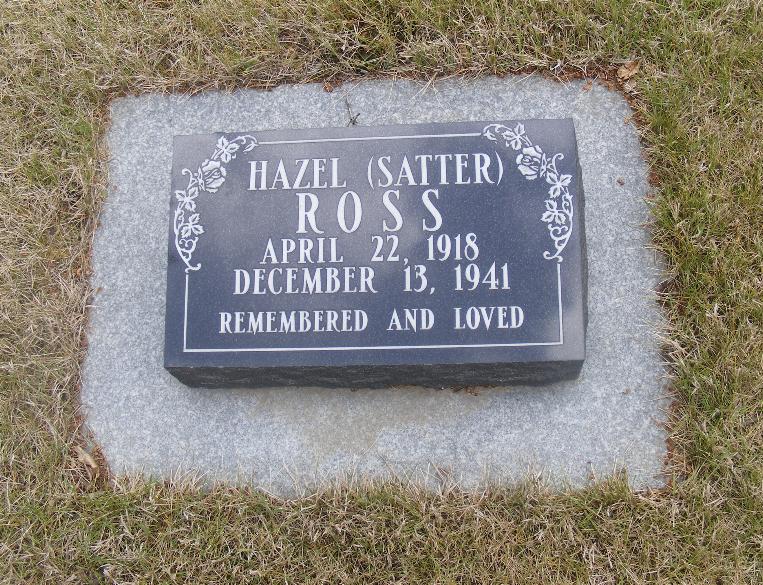 HAZEL (SATTER)
ROSS
APRIL 22, 1918
DECEMBER 13, 1941
REMEMBERED AND LOVED